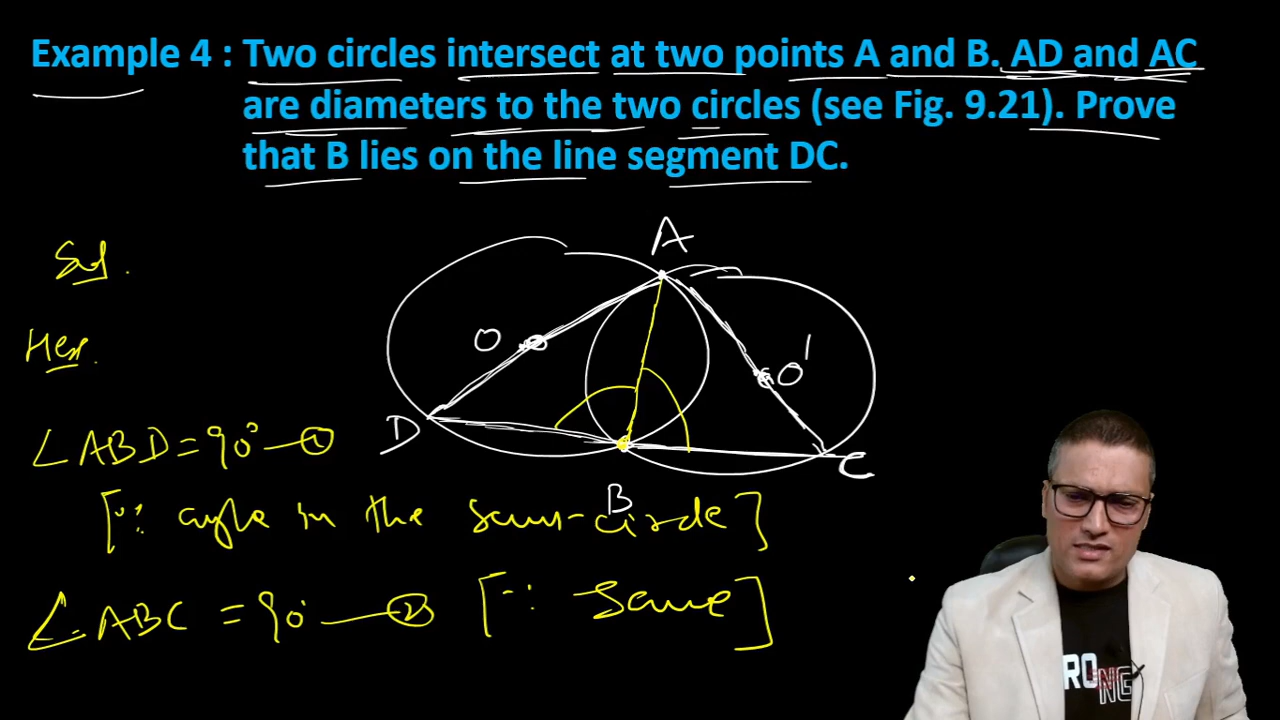 Example 4 : Two circles intersect at two points A and B. AD and AC
are diameters to the two circles (see Fig. 9.21). Prove
that B lies on the line segment DC.
Sol.
A
O
O'
D
B
C
∠ABD = 90° — ①
[∵ angle in the semi-circle]
∠ABC = 90° — ② [∵ same]
RO
NG